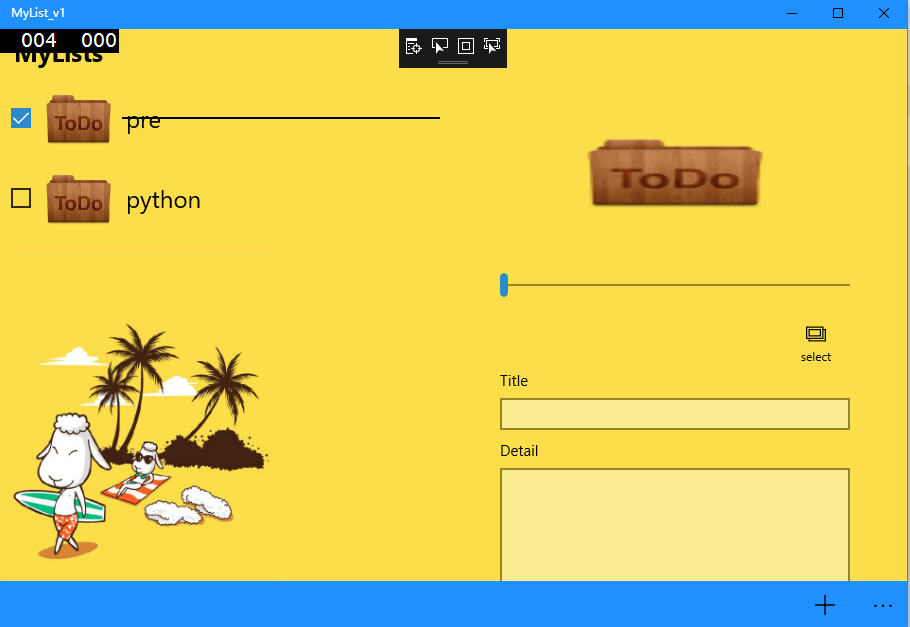 MyList_v1
004 000
MyLists
ToDo pre
ToDo python
ToDo
select
Title
Detail